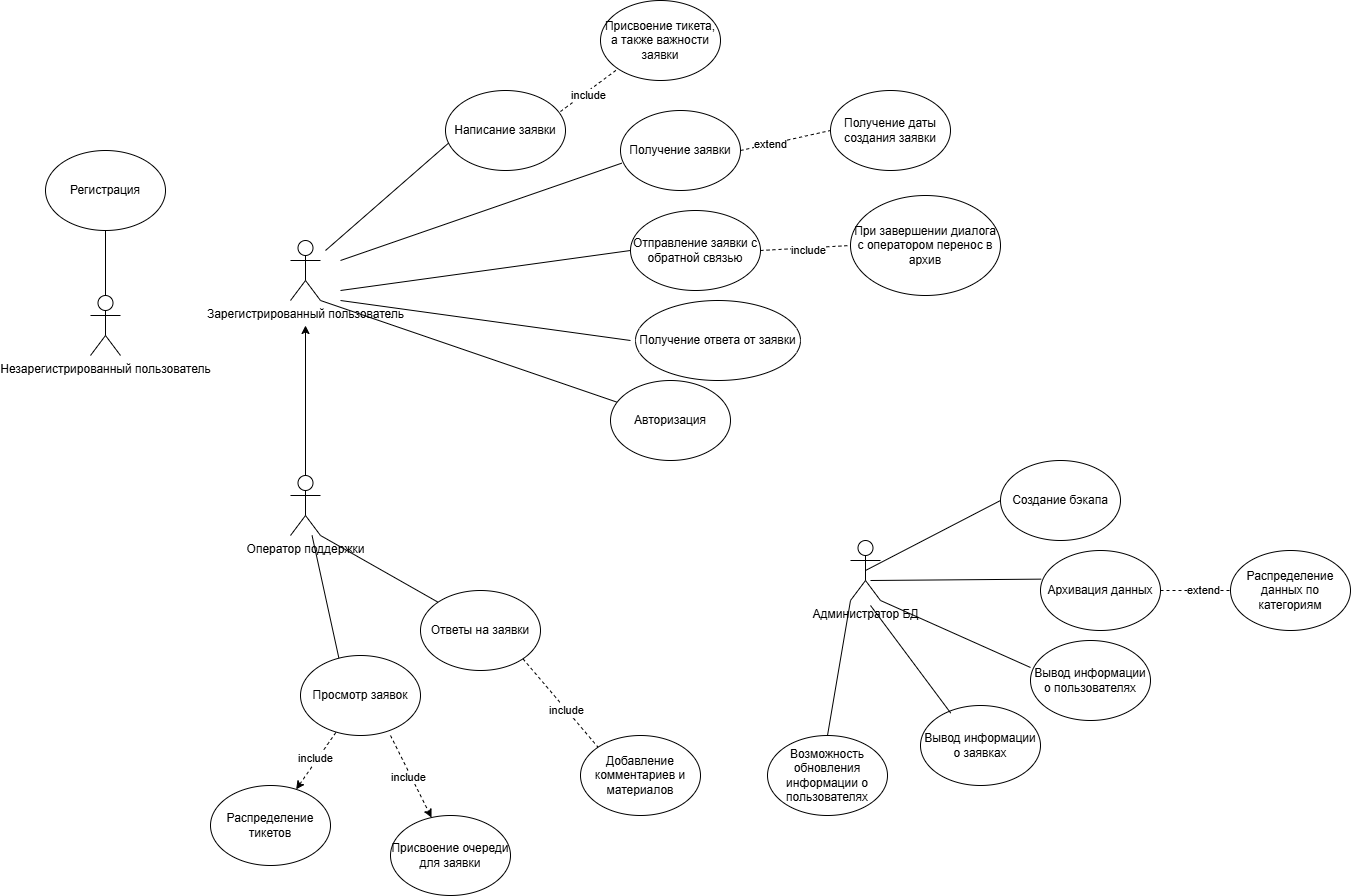 Присвоение тикета,
а также важности
заявки
include
Написание заявки
Получение заявки
extend
Получение даты
создания заявки
Регистрация
Отправление заявки с
обратной связью
include
При завершении диалога
с оператором перенос в
архив
Зарегистрированный пользователь
Получение ответа от заявки
Незарегистрированный пользователь
Авторизация
Оператор поддержки
Создание бэкапа
Архивация данных
extend
Распределение
данных по
категориям
Администратор БД
Ответы на заявки
Вывод информации
о пользователях
Просмотр заявок
include
Вывод информации
о заявках
include
include
Добавление
комментариев и
материалов
Возможность
обновления
информации о
пользователях
Распределение
тикетов
Присвоение очереди
для заявки